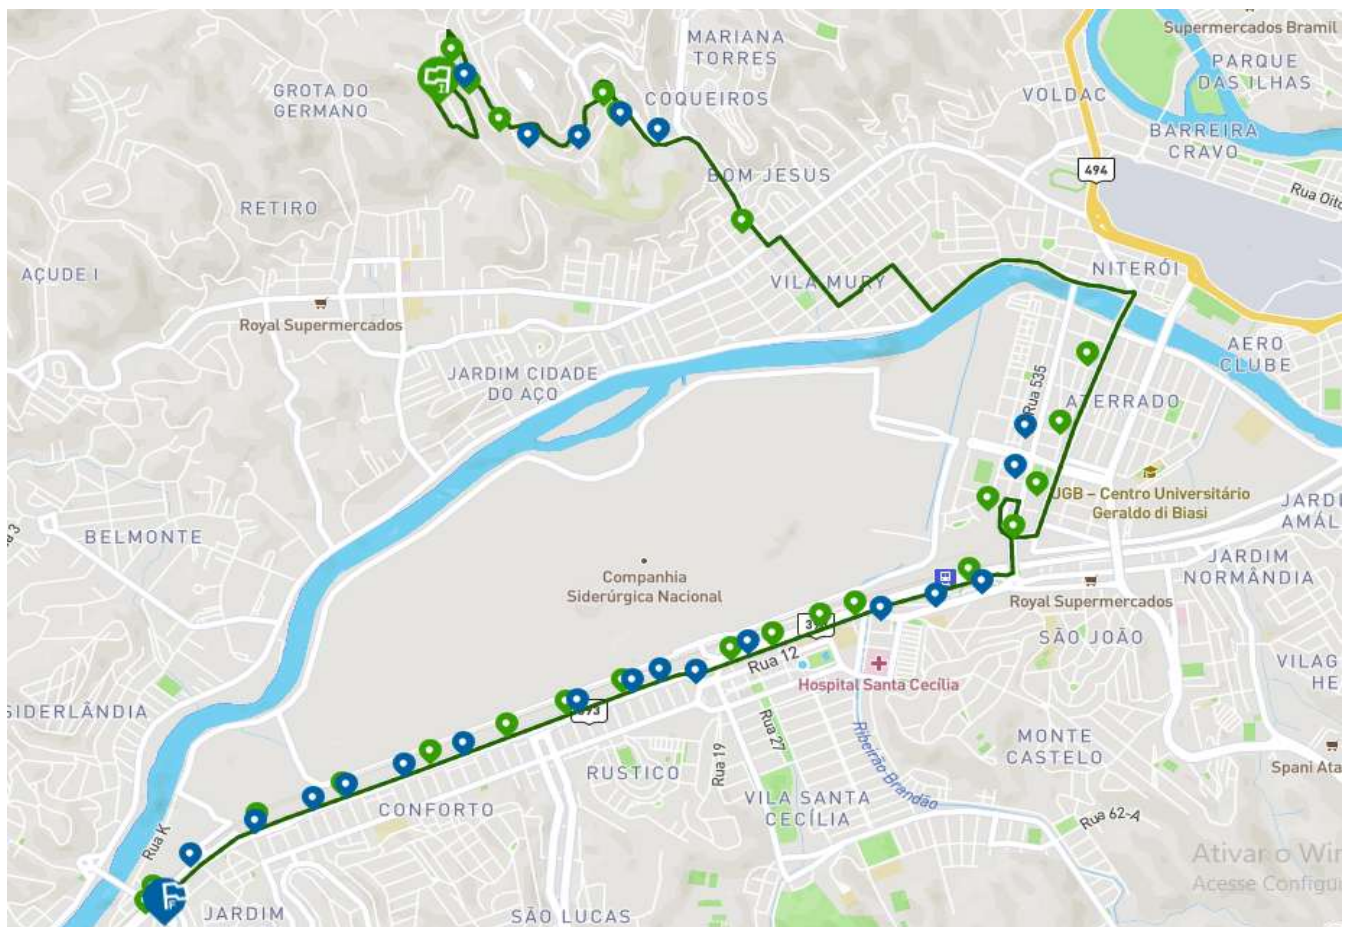 Supermercados Bramil
MARIANA
TORRES
PARQUE
DAS ILHAS
GROTA DO
GERMANO
COQUEIROS
VOLDAC
BARREIRA
CRAVO
494
BOM JESUS
Rua Oito
RETIRO
AÇUDE I
VILA MURY
NITERÓI
Royal Supermercados
AERO
CLUBE
JARDIM CIDADE
DO AÇO
Rua 535
ATERRADO
UGB – Centro Universitário
Geraldo di Biasi
JARDI
AMÁL
BELMONTE
JARDIM
NORMÂNDIA
Companhia
Siderúrgica Nacional
Royal Supermercados
SÃO JOÃO
Rua 12
VILAG
HE
Hospital Santa Cecília
SIDERLÂNDIA
393
Rua 27
Rua 19
Ribeirão Brandão
MONTE
CASTELO
RUSTICO
Spani Ata
CONFORTO
VILA SANTA
CECÍLIA
Rua 62-A
Rua K
Ativar o Win
Acesse Configu
JARDIM
SÃO LUCAS